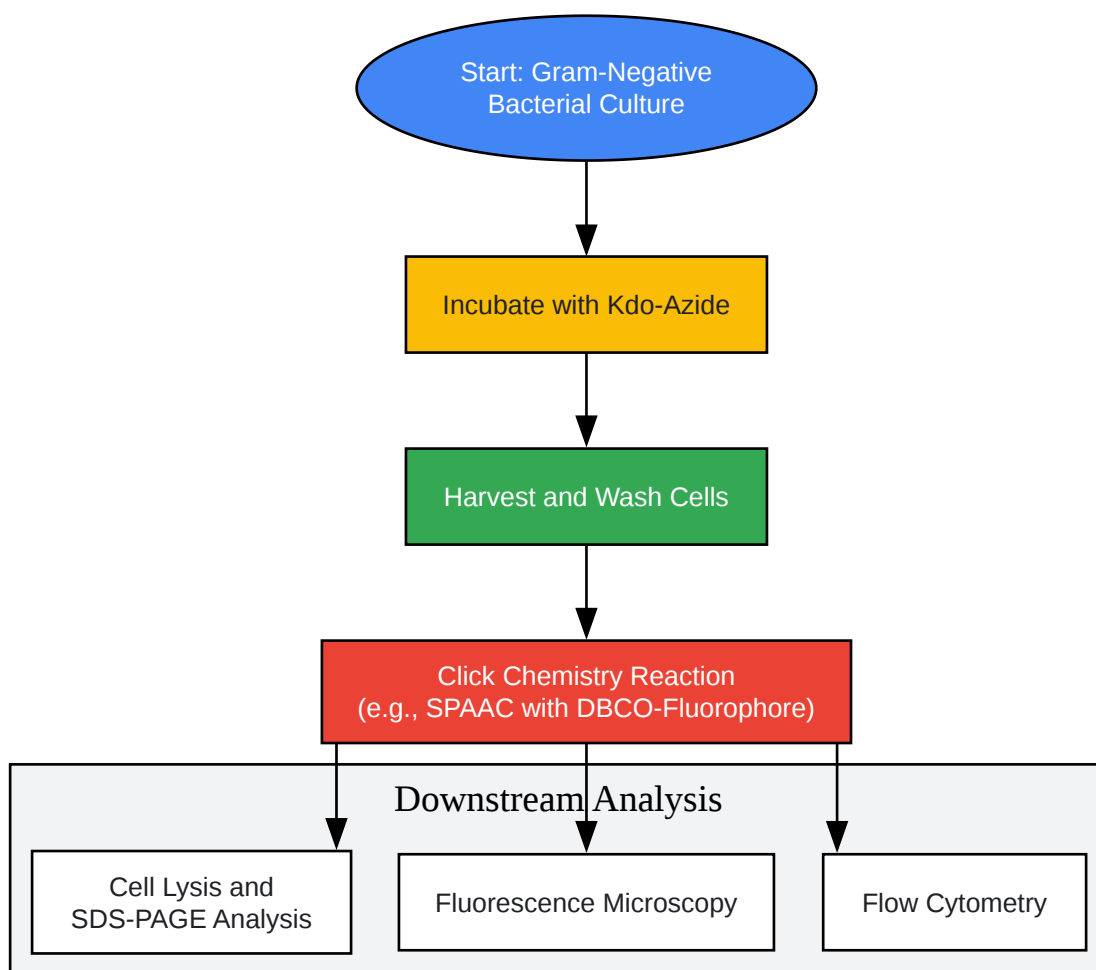 Start: Gram-Negative
Bacterial Culture
Incubate with Kdo-Azide
Harvest and Wash Cells
Click Chemistry Reaction
(e.g., SPAAC with DBCO-Fluorophore)
Downstream Analysis
Cell Lysis and
SDS-PAGE Analysis
Fluorescence Microscopy
Flow Cytometry